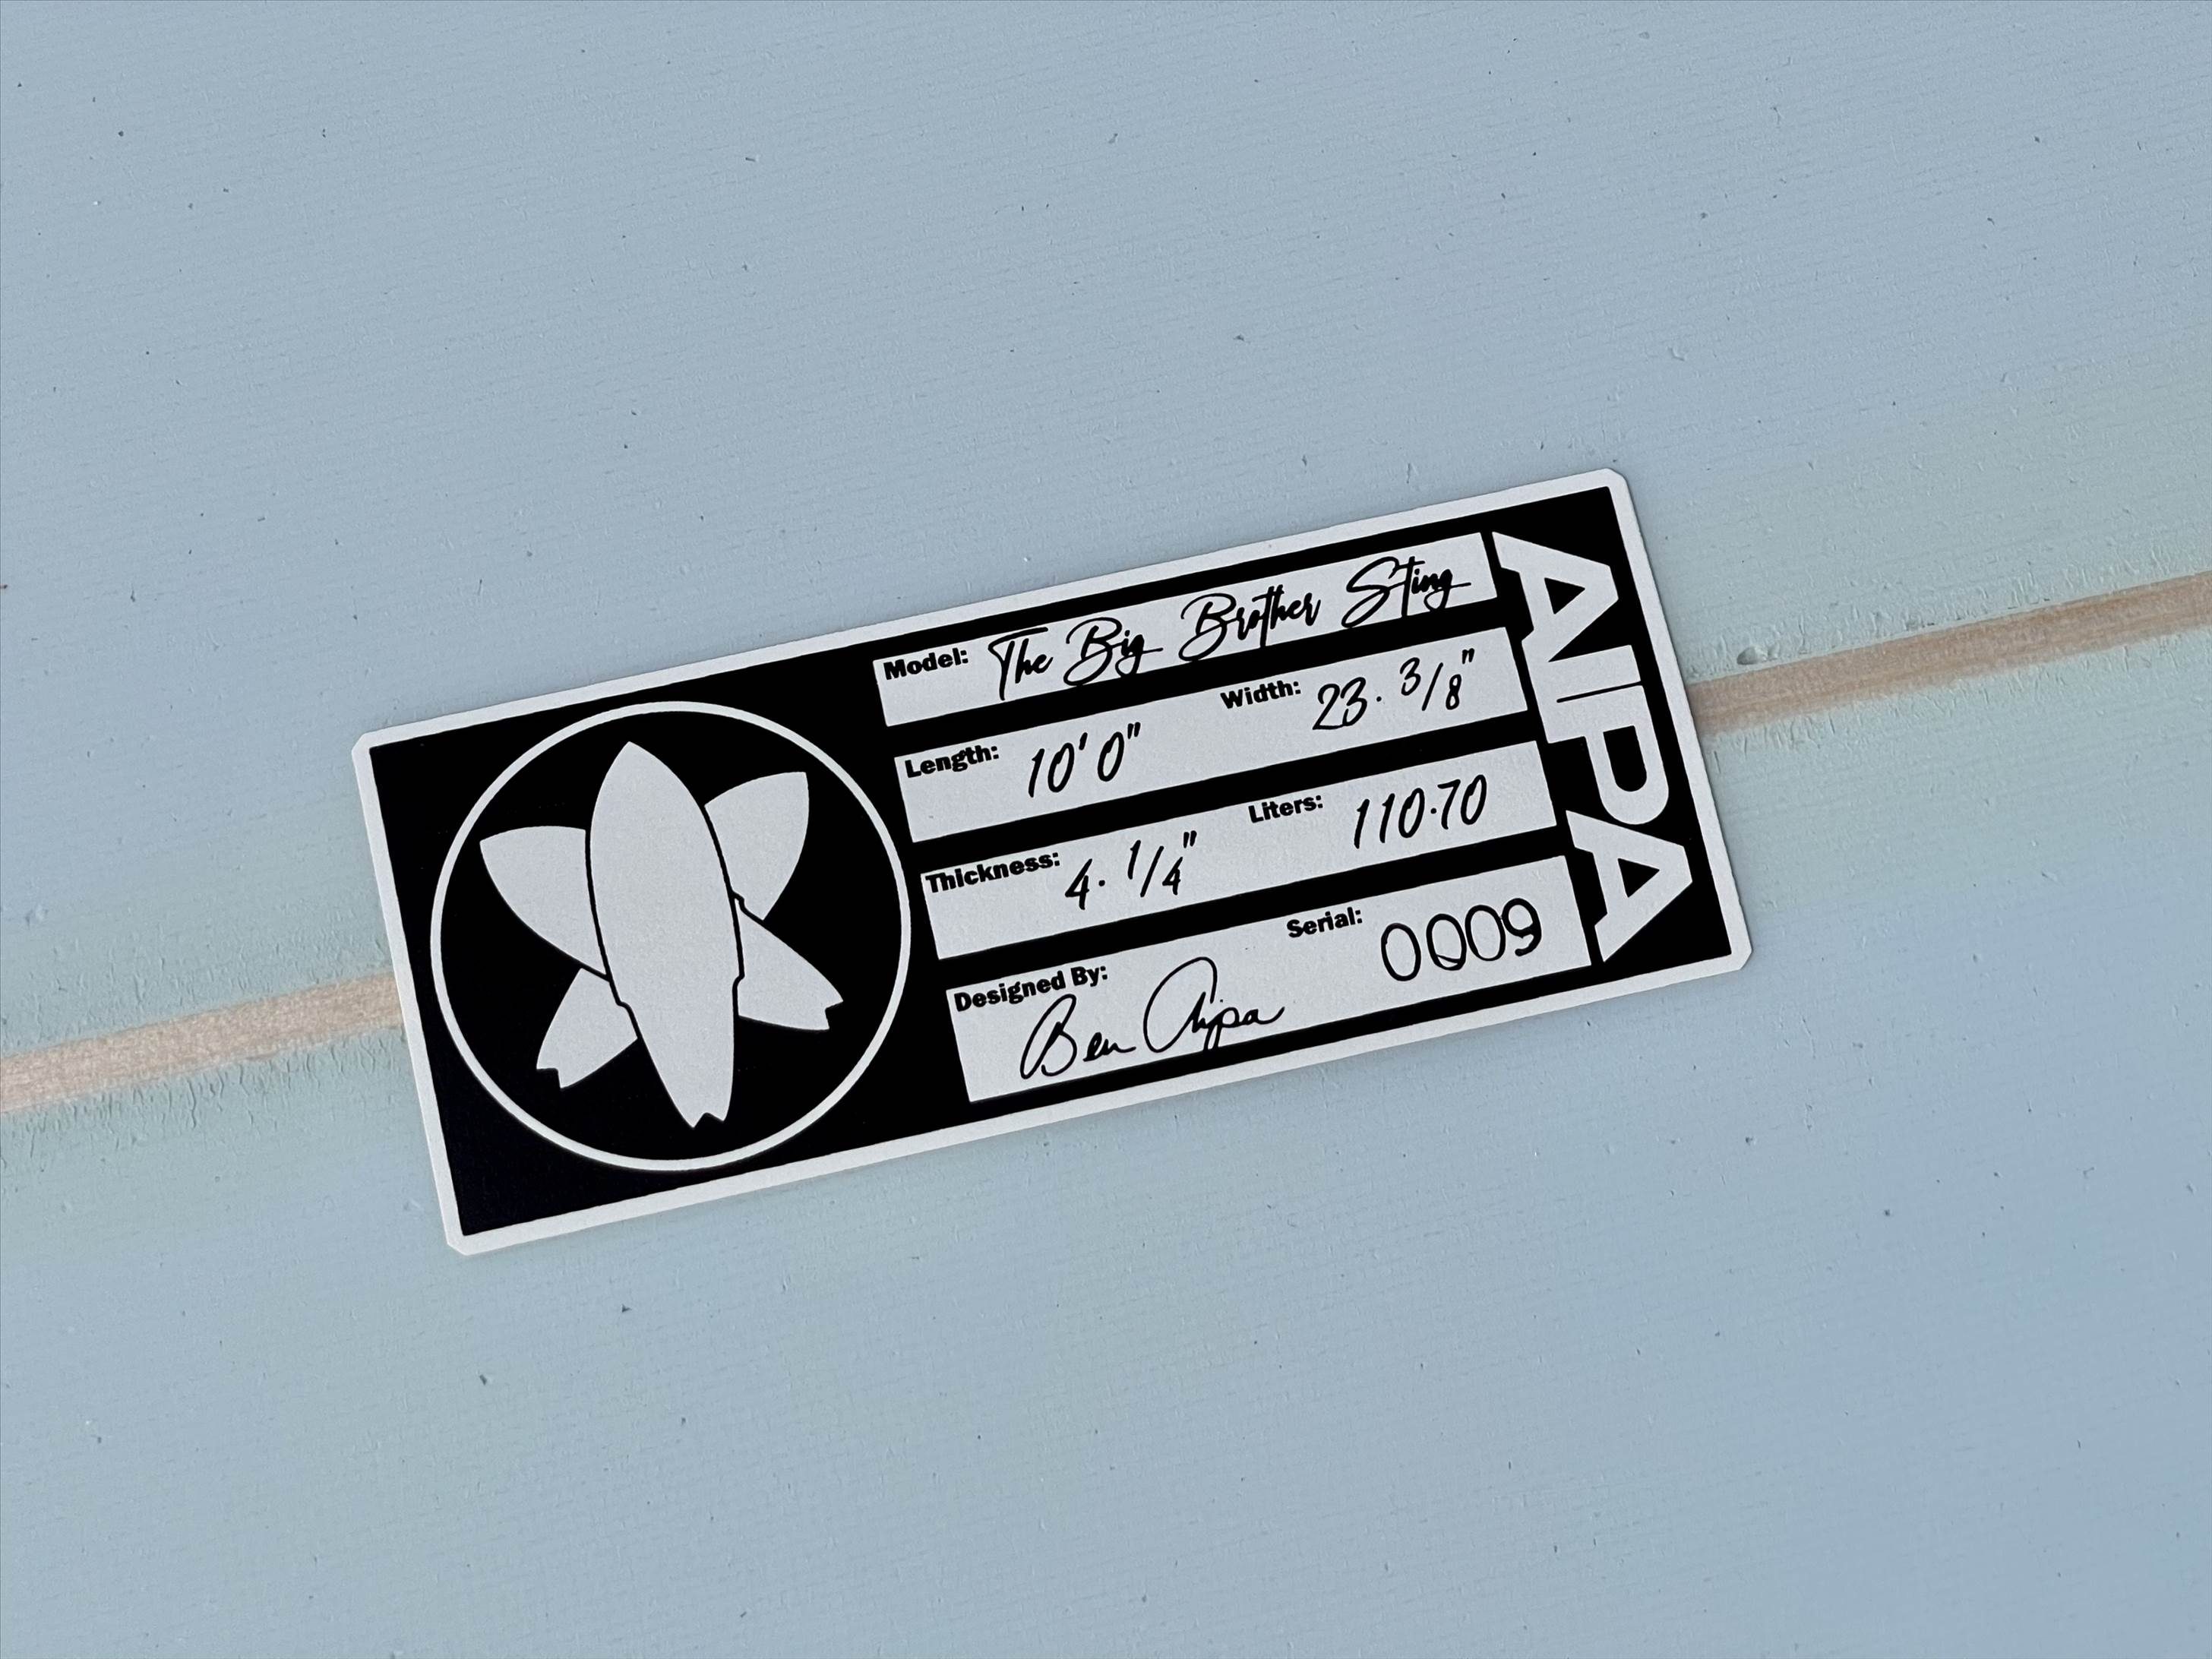 Model: The Big Brother Sting
Length: 10'0" Width: 23. 3/8"
Thickness: 4. 1/4" Liters: 110.70
Designed By: Ben Aipa Serial: 0009
AIPA